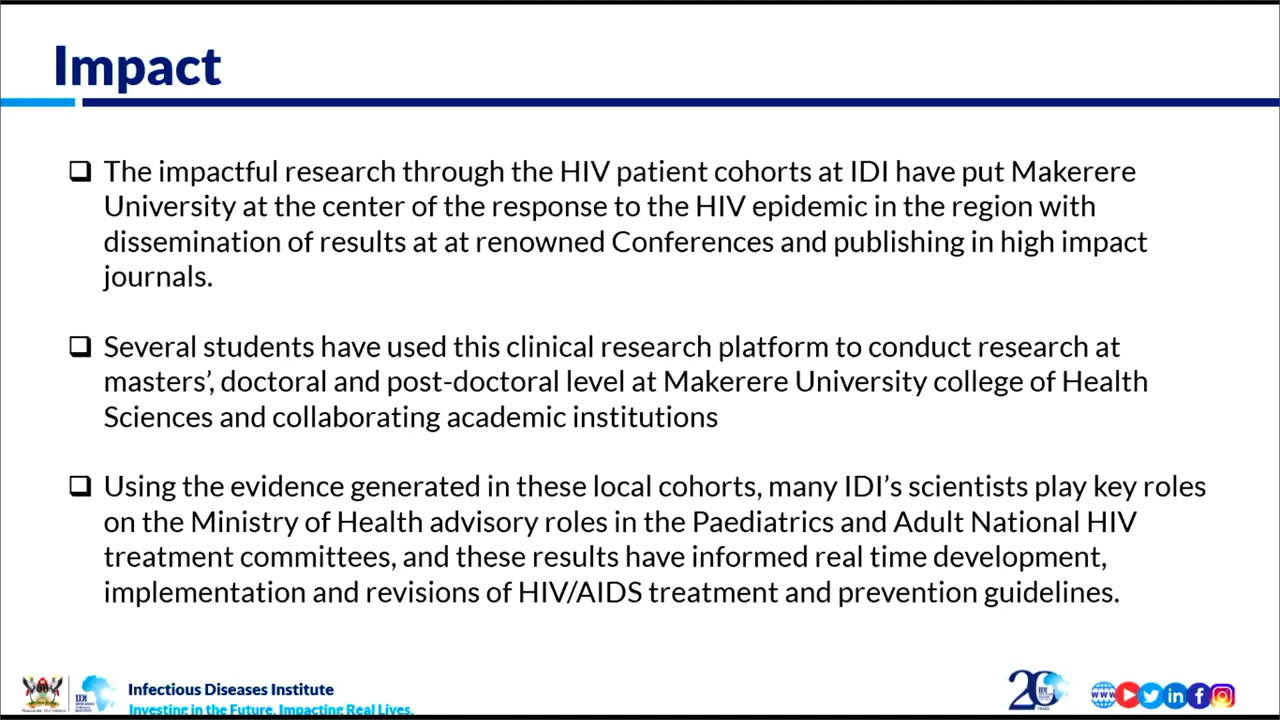 Impact
The impactful research through the HIV patient cohorts at IDI have put Makerere
University at the center of the response to the HIV epidemic in the region with
dissemination of results at at renowned Conferences and publishing in high impact
journals.
Several students have used this clinical research platform to conduct research at
masters’, doctoral and post-doctoral level at Makerere University college of Health
Sciences and collaborating academic institutions
Using the evidence generated in these local cohorts, many IDI’s scientists play key roles
on the Ministry of Health advisory roles in the Paediatrics and Adult National HIV
treatment committees, and these results have informed real time development,
implementation and revisions of HIV/AIDS treatment and prevention guidelines.
Infectious Diseases Institute
Investing in the Future. Impacting Real Lives.
IDI
20
IDI
YEARS
WWW
in